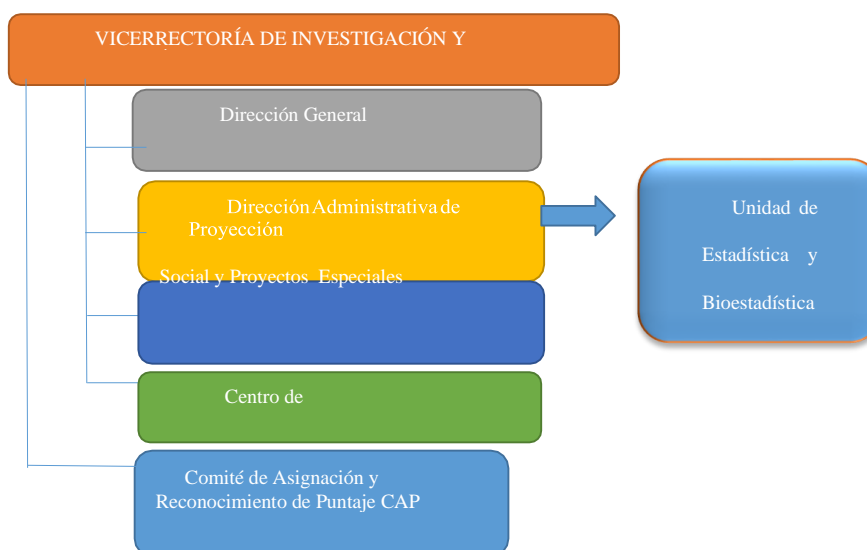 VICERRECTORÍA DE INVESTIGACIÓN Y
Dirección General
Dirección Administrativa de
Proyección
Social y Proyectos Especiales
Unidad de
Estadística y
Bioestadística
Centro de
Comité de Asignación y
Reconocimiento de Puntaje CAP